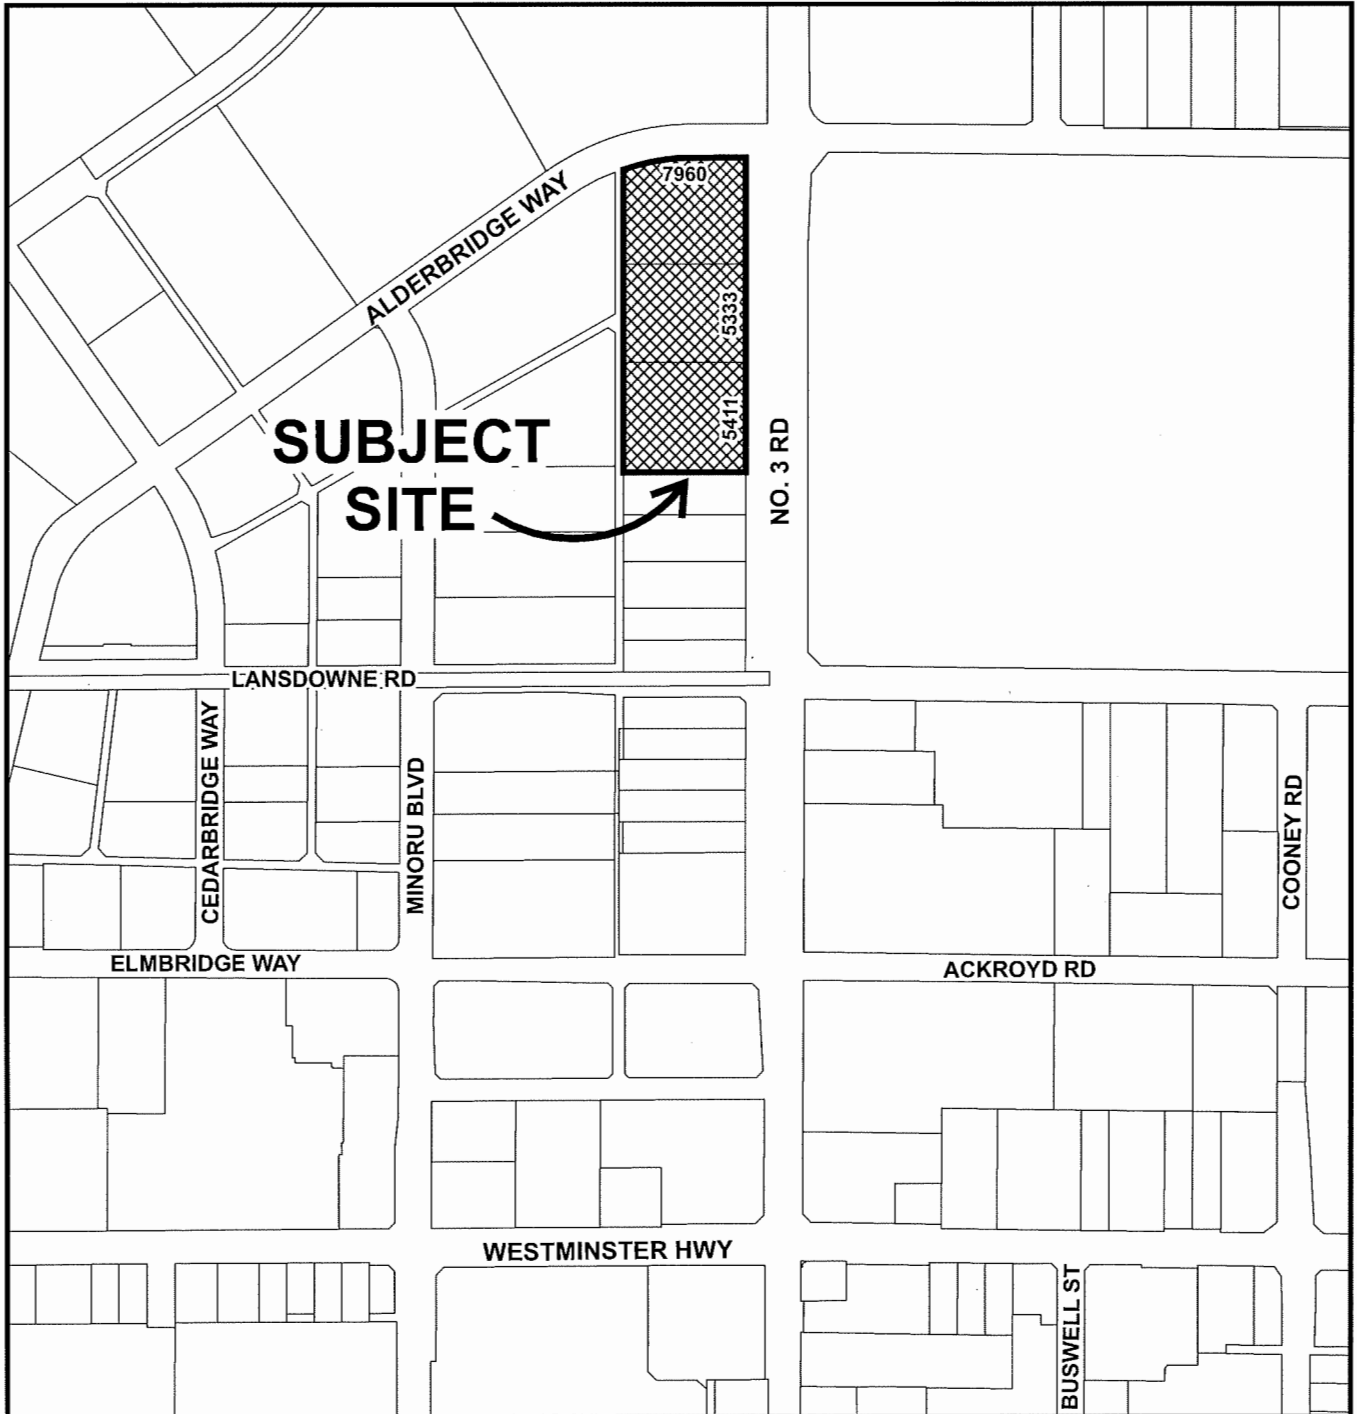 7960
ALDERBRIDGE WAY
5333
5411
SUBJECT
SITE
NO. 3 RD
LANSDOWNE RD
CEDARBRIDGE WAY
MINORU BLVD
COONEY RD
ELMBRIDGE WAY
ACKROYD RD
WESTMINSTER HWY
BUSWELL ST